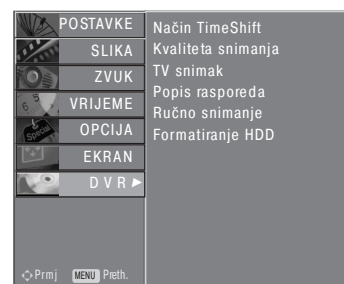 POSTAVKE
SLIKA
ZVUK
VRIJEME
OPCIJA
EKRAN
D V R
Način TimeShift
Kvaliteta snimanja
TV snimak
Popis rasporeda
Ručno snimanje
Formatiranje HDD
Prmj MENU Preth.